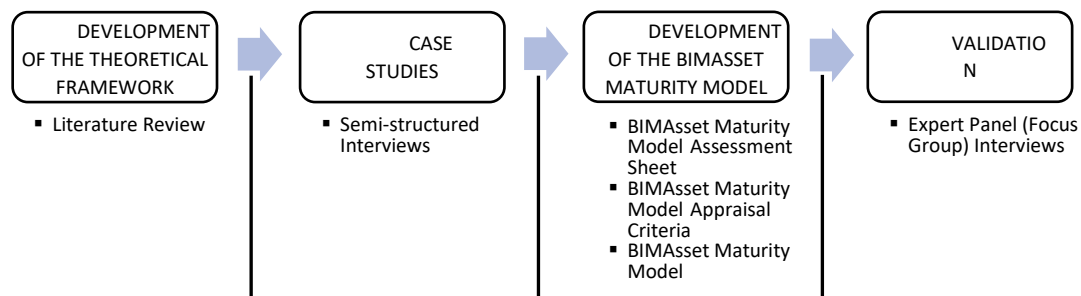 DEVELOPMENT
OF THE THEORETICAL
FRAMEWORK
▪ Literature Review
CASE
STUDIES
▪ Semi-structured
Interviews
DEVELOPMENT
OF THE BIMASSET
MATURITY MODEL
▪ BIMAsset Maturity
Model Assessment
Sheet
▪ BIMAsset Maturity
Model Appraisal
Criteria
▪ BIMAsset Maturity
Model
VALIDATIO
N
▪ Expert Panel (Focus
Group) Interviews